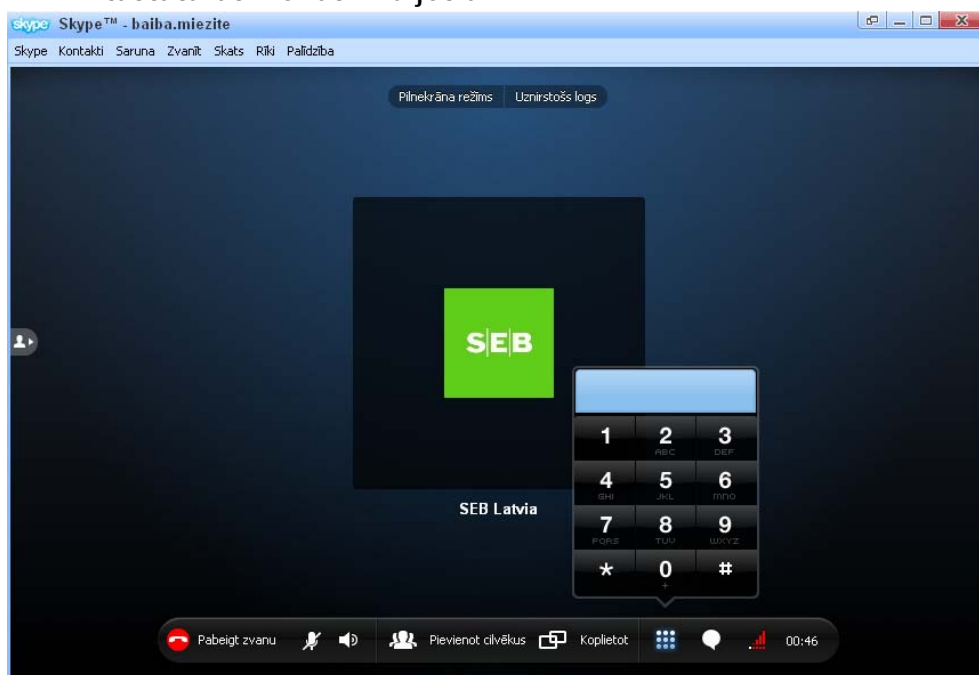 Skype™ - baiba.miezite
Skype Kontakti Saruna Zvanīt Skats Rīki Palīdzība
Pilnekrāna režīms Uznirstošs logs
S|E|B
SEB Latvia
1 2 ABC 3 DEF
4 GHI 5 JKL 6 MNO
7 PQRS 8 TUV 9 WXYZ
* 0 + #
Pabeigt zvanu Pievienot cilvēkus Koplietot 00:46